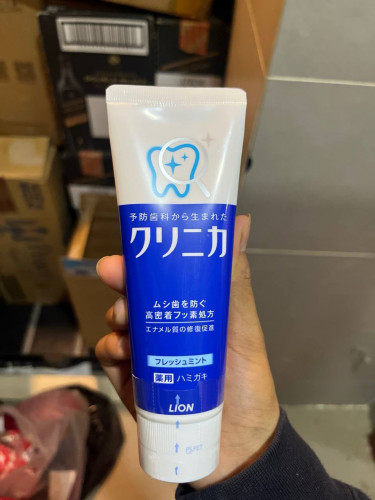 予防歯科から生まれた
クリニカ
ムシ歯を防ぐ
高密着フッ素処方
エナメル質の修復促進
フレッシュミント
薬用 ハミガキ
LION